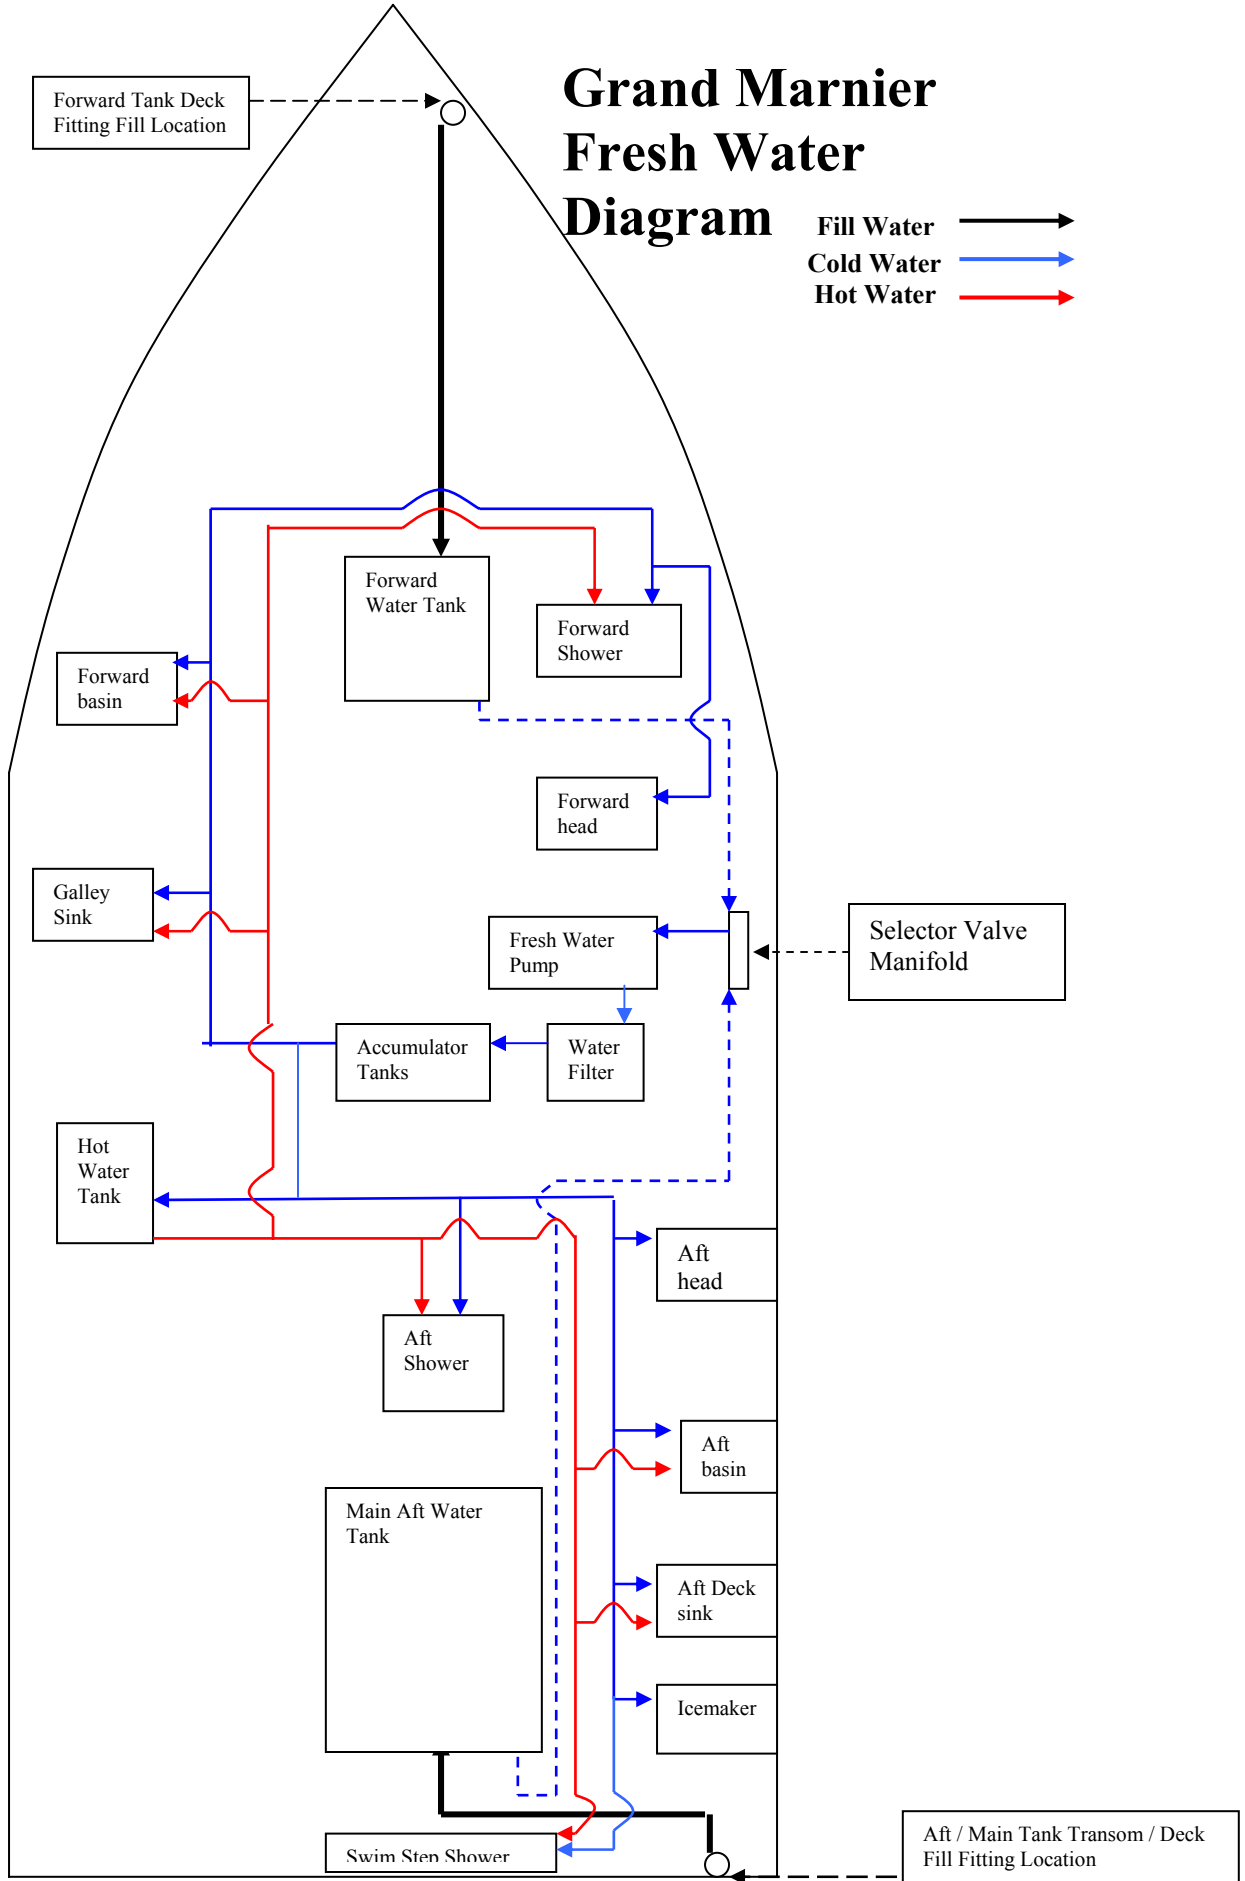 Grand Marnier
Fresh Water
Diagram
Forward Tank Deck
Fitting Fill Location
Fill Water
Cold Water
Hot Water
Forward
Water Tank
Forward
Shower
Forward
basin
Forward
head
Galley
Sink
Fresh Water
Pump
Selector Valve
Manifold
Accumulator
Tanks
Water
Filter
Hot
Water
Tank
Aft
head
Aft
Shower
Aft
basin
Main Aft Water
Tank
Aft Deck
sink
Icemaker
Swim Step Shower
Aft / Main Tank Transom / Deck
Fill Fitting Location